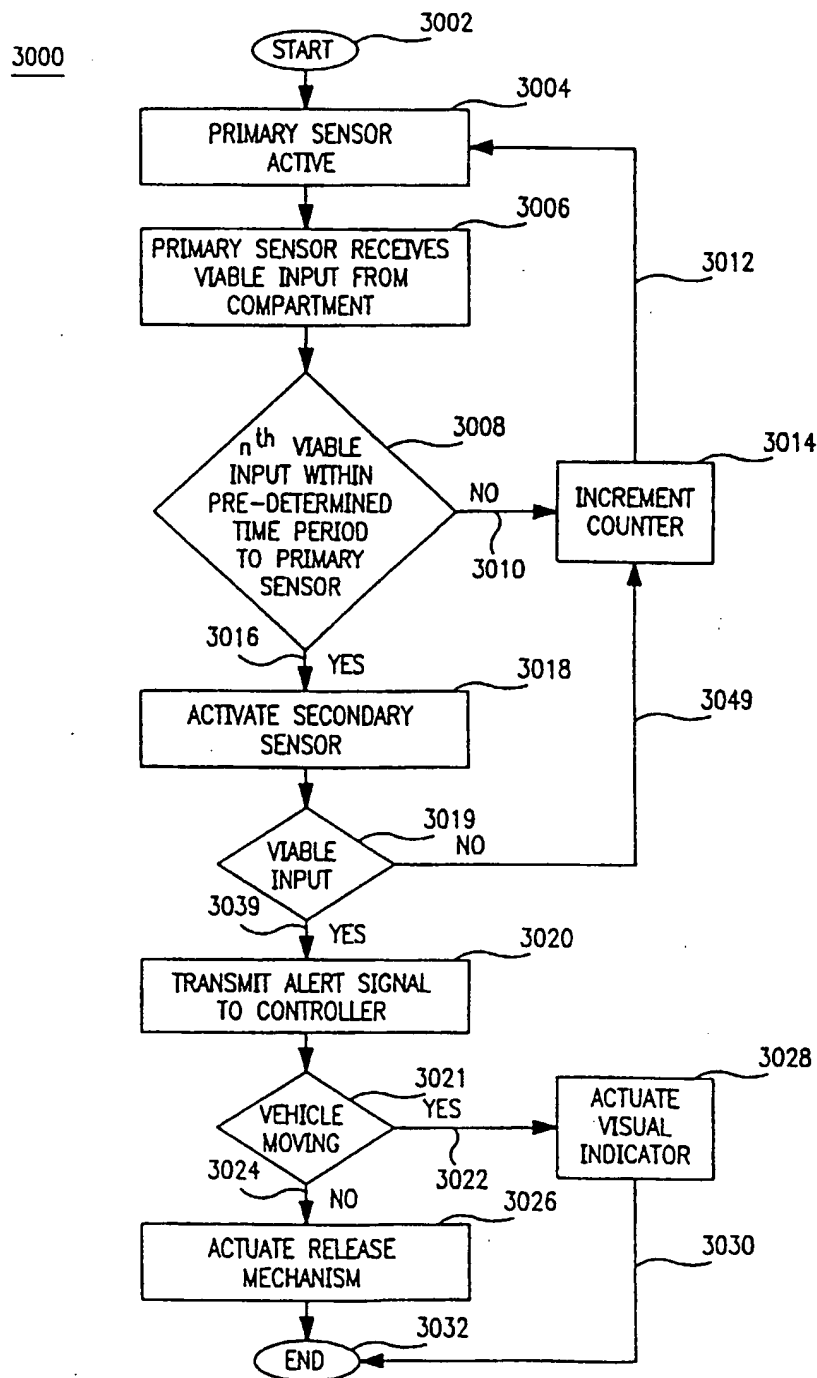 3000
START
3002
3004
PRIMARY SENSOR
ACTIVE
3006
PRIMARY SENSOR RECEIVES
VIABLE INPUT FROM
COMPARTMENT
3012
3008
nth VIABLE
INPUT WITHIN
PRE-DETERMINED
TIME PERIOD
TO PRIMARY
SENSOR
NO
3010
3014
INCREMENT
COUNTER
3016
YES
3018
ACTIVATE SECONDARY
SENSOR
3049
3019
VIABLE
INPUT
NO
3039
YES
3020
TRANSMIT ALERT SIGNAL
TO CONTROLLER
3021
VEHICLE
MOVING
YES
3022
3028
ACTUATE
VISUAL
INDICATOR
3024
NO
3026
ACTUATE RELEASE
MECHANISM
3030
3032
END